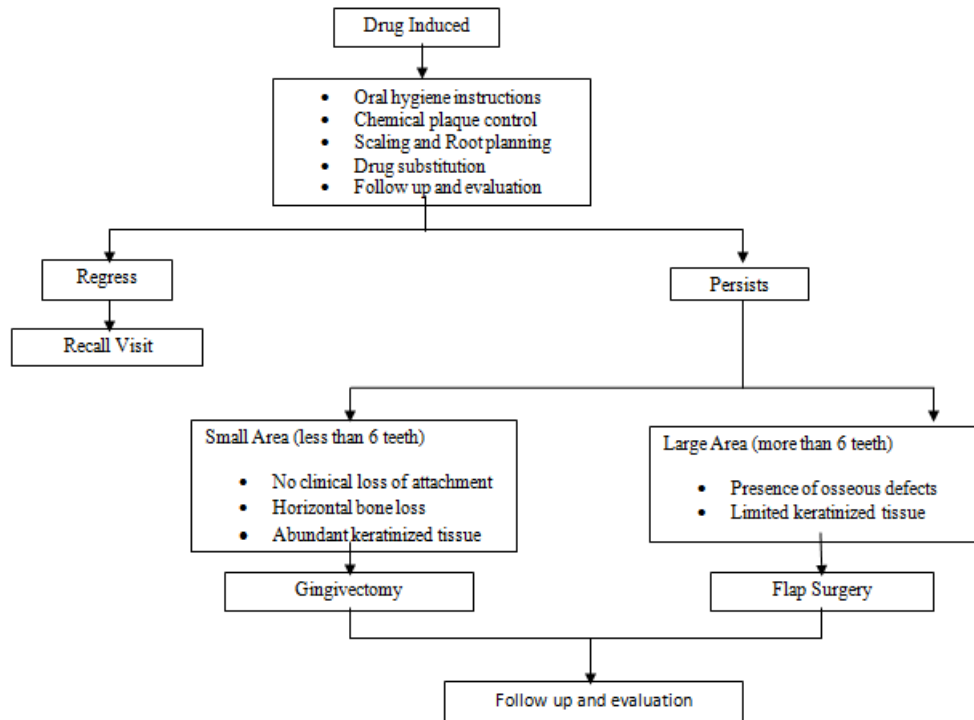 Drug Induced
• Oral hygiene instructions
• Chemical plaque control
• Scaling and Root planning
• Drug substitution
• Follow up and evaluation
Regress
Persists
Recall Visit
Small Area (less than 6 teeth)
• No clinical loss of attachment
• Horizontal bone loss
• Abundant keratinized tissue
Large Area (more than 6 teeth)
• Presence of osseous defects
• Limited keratinized tissue
Gingivectomy
Flap Surgery
Follow up and evaluation